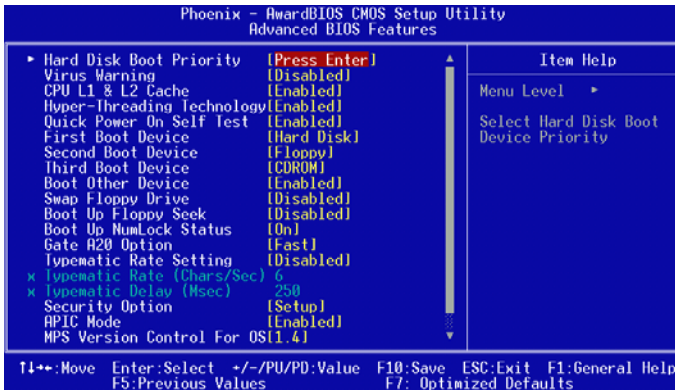 Phoenix - AwardBIOS CMOS Setup Utility
Advanced BIOS Features
▸ Hard Disk Boot Priority [Press Enter]
Virus Warning [Disabled]
CPU L1 & L2 Cache [Enabled]
Hyper-Threading Technology[Enabled]
Quick Power On Self Test [Enabled]
First Boot Device [Hard Disk]
Second Boot Device [Floppy]
Third Boot Device [CDROM]
Boot Other Device [Enabled]
Swap Floppy Drive [Disabled]
Boot Up Floppy Seek [Disabled]
Boot Up NumLock Status [On]
Gate A20 Option [Fast]
Typematic Rate Setting [Disabled]
x Typematic Rate (Chars/Sec) 6
x Typematic Delay (Msec) 250
Security Option [Setup]
APIC Mode [Enabled]
MPS Version Control For OS[1.4]
Item Help
Menu Level ▸
Select Hard Disk Boot
Device Priority
↑↓→←:Move Enter:Select +/-/PU/PD:Value F10:Save ESC:Exit F1:General Help
F5:Previous Values F7: Optimized Defaults